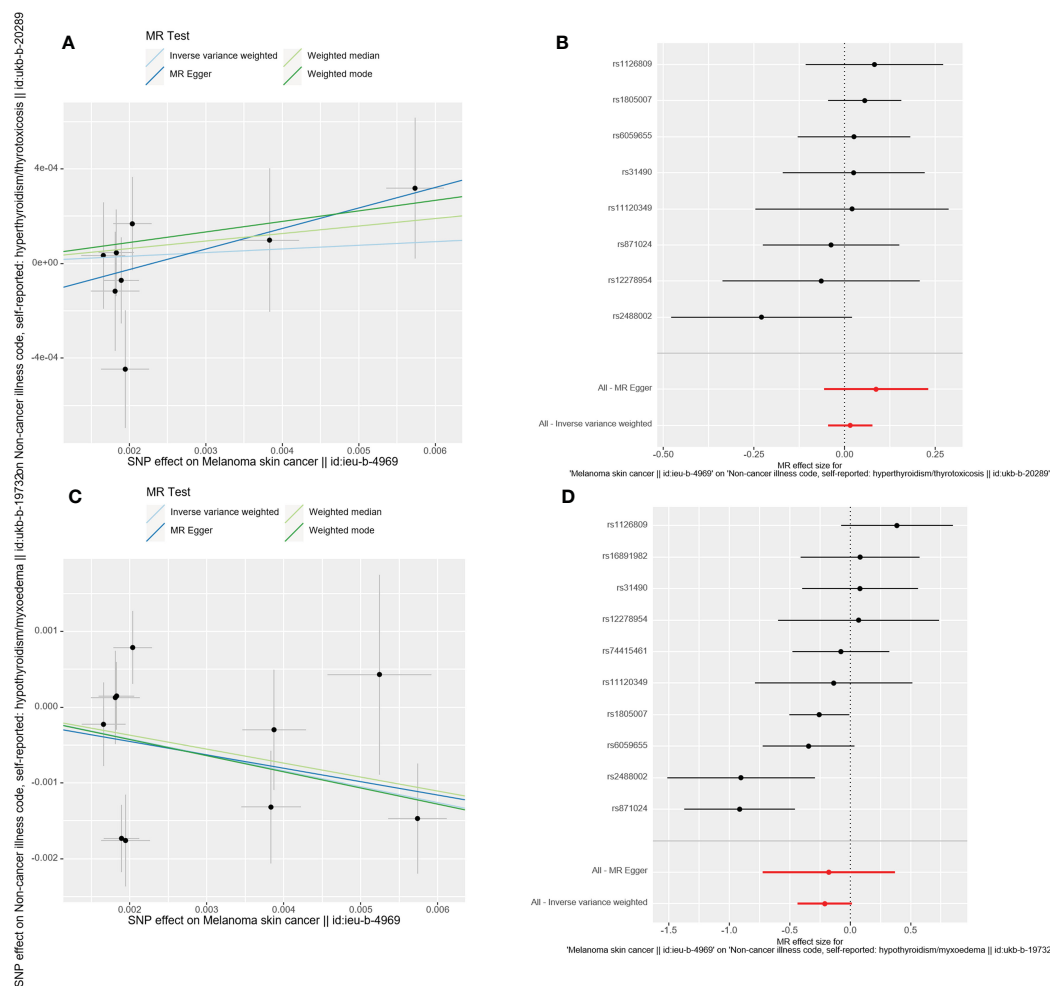 SNP effect on Non-cancer illness code, self-reported: hypothyroidism/myxoedema || id:ukb-b-19732on Non-cancer illness code, self-reported: hyperthyroidism/thyrotoxicosis || id:ukb-b-20289
A
MR Test
Inverse variance weighted
Weighted median
MR Egger
Weighted mode
4e-04
0e+00
-4e-04
0.002
0.003
0.004
0.005
0.006
SNP effect on Melanoma skin cancer || id:ieu-b-4969
B
rs1126809
rs1805007
rs6059655
rs31490
rs11120349
rs871024
rs12278954
rs2488002
All - MR Egger
All - Inverse variance weighted
-0.50
-0.25
0.00
0.25
MR effect size for
'Melanoma skin cancer || id:ieu-b-4969' on 'Non-cancer illness code, self-reported: hyperthyroidism/thyrotoxicosis || id:ukb-b-20289'
C
MR Test
Inverse variance weighted
Weighted median
MR Egger
Weighted mode
0.001
0.000
-0.001
-0.002
0.002
0.003
0.004
0.005
0.006
SNP effect on Melanoma skin cancer || id:ieu-b-4969
D
rs1126809
rs16891982
rs31490
rs12278954
rs74415461
rs11120349
rs1805007
rs6059655
rs2488002
rs871024
All - MR Egger
All - Inverse variance weighted
-1.5
-1.0
-0.5
0.0
0.5
MR effect size for
'Melanoma skin cancer || id:ieu-b-4969' on 'Non-cancer illness code, self-reported: hypothyroidism/myxoedema || id:ukb-b-19732